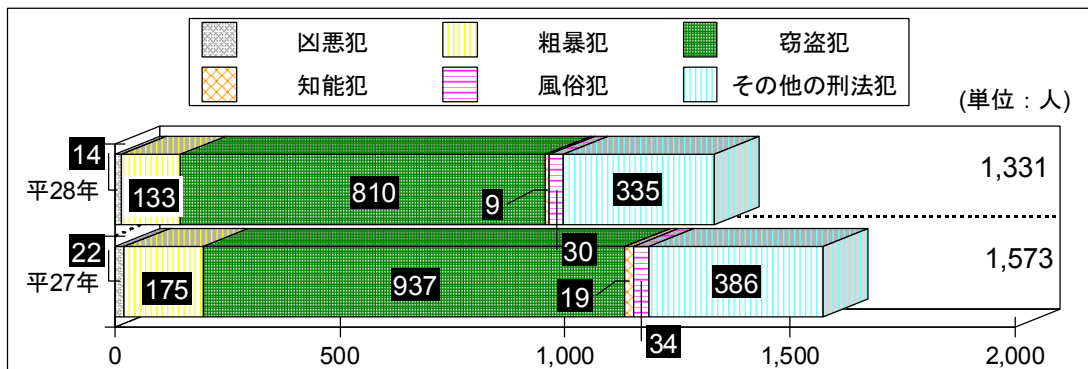 凶悪犯 粗暴犯 窃盗犯
知能犯 風俗犯 その他の刑法犯
(単位：人)
14
平28年 133 810 9 30 335 1,331
22
平27年 175 937 19 34 386 1,573
0 500 1,000 1,500 2,000